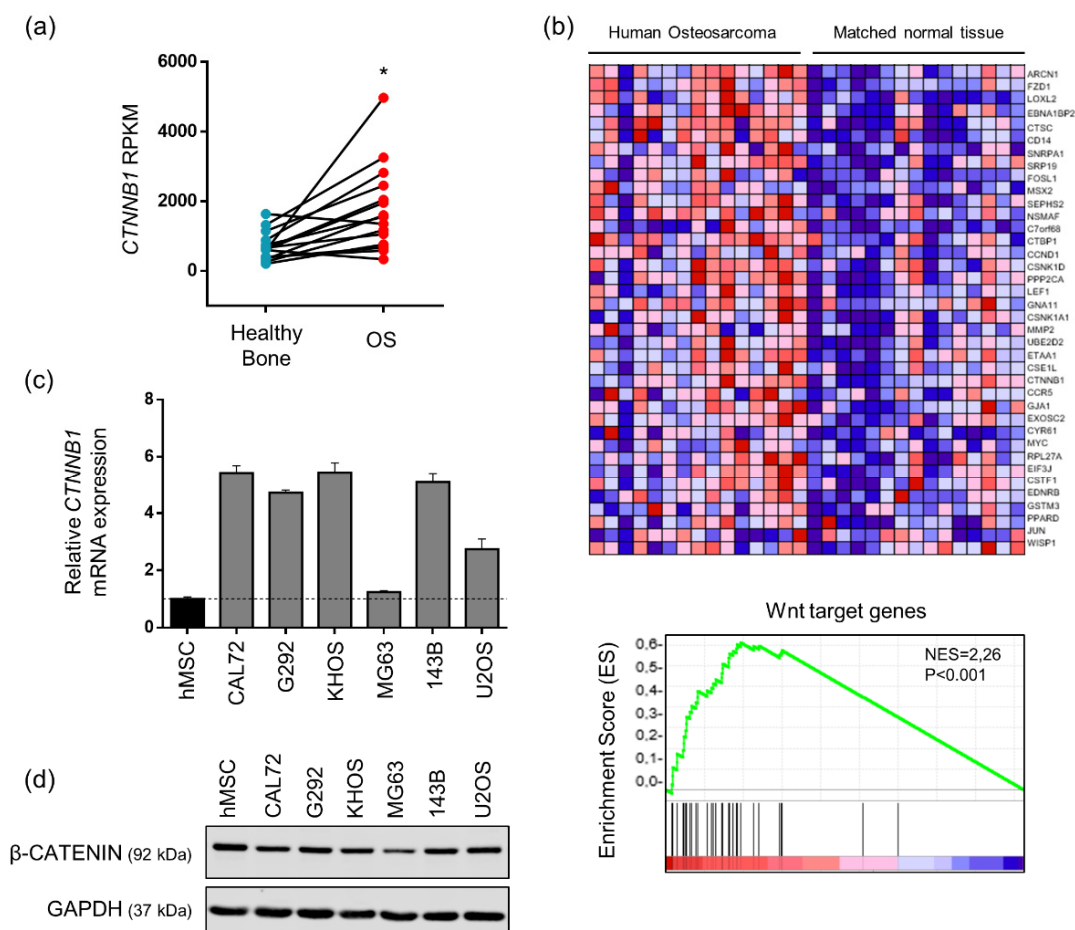 (a)
CTNNB1 RPKM
6000
4000
2000
0
*
Healthy
Bone
OS
(b)
Human Osteosarcoma
Matched normal tissue
ARCN1
FZD1
LOXL2
EBNA1BP2
CTSC
CD14
SNRPA1
SRP19
FOSL1
MSX2
SEPHS2
NSMAF
C7orf68
CTBP1
CCND1
CSNK1D
PPP2CA
LEF1
GNA11
CSNK1A1
MMP2
UBE2D2
ETAA1
CSE1L
CTNNB1
CCR5
GJA1
EXOSC2
CYR61
MYC
RPL27A
EIF3J
CSTF1
EDNRB
GSTM3
PPARD
JUN
WISP1
Wnt target genes
Enrichment Score (ES)
0,6-
0,5-
0,4-
0,3-
0,2-
0,1-
0,0-
NES=2,26
P<0.001
(c)
Relative CTNNB1
mRNA expression
8
6
4
2
0
hMSC
CAL72
G292
KHOS
MG63
143B
U2OS
(d)
hMSC
CAL72
G292
KHOS
MG63
143B
U2OS
β-CATENIN (92 kDa)
GAPDH (37 kDa)